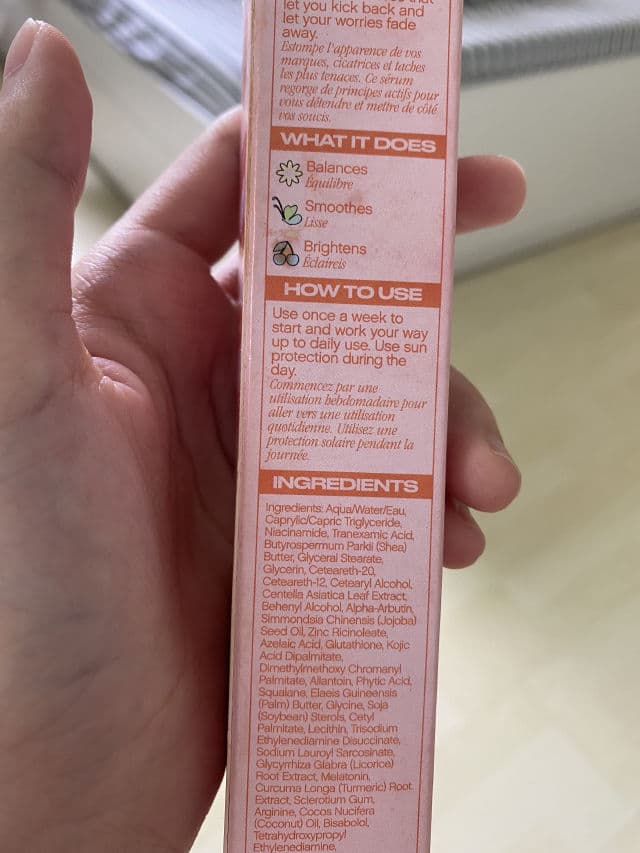 let you kick back and
let your worries fade
away.
Estompe l'apparence de vos
marques, cicatrices et taches
les plus tenaces. Ce sérum
regorge de principes actifs pour
vous détendre et mettre de côté
vos soucis.
WHAT IT DOES
Balances
Équilibre
Smoothes
Lisse
Brightens
Éclaircis
HOW TO USE
Use once a week to
start and work your way
up to daily use. Use sun
protection during the
day.
Commencez par une
utilisation hebdomadaire pour
aller vers une utilisation
quotidienne. Utilisez une
protection solaire pendant la
journée.
INGREDIENTS
Ingredients: Aqua/Water/Eau,
Caprylic/Capric Triglyceride,
Niacinamide, Tranexamic Acid,
Butyrospermum Parkii (Shea)
Butter, Glyceral Stearate,
Glycerin, Ceteareth-20,
Ceteareth-12, Cetearyl Alcohol,
Centella Asiatica Leaf Extract,
Behenyl Alcohol, Alpha-Arbutin,
Simmondsia Chinensis (Jojoba)
Seed Oil, Zinc Ricinoleate,
Azelaic Acid, Glutathione, Kojic
Acid Dipalmitate,
Dimethylmethoxy Chromanyl
Palmitate, Allantoin, Phytic Acid,
Squalane, Elaeis Guineensis
(Palm) Butter, Glycine, Soja
(Soybean) Sterols, Cetyl
Palmitate, Lecithin, Trisodium
Ethylenediamine Disuccinate,
Sodium Lauroyl Sarcosinate,
Glycyrrhiza Glabra (Licorice)
Root Extract, Melatonin,
Curcuma Longa (Turmeric) Root
Extract, Sclerotium Gum,
Arginine, Cocos Nucifera
(Coconut) Oil, Bisabolol,
Tetrahydroxypropyl
Ethylenediamine,